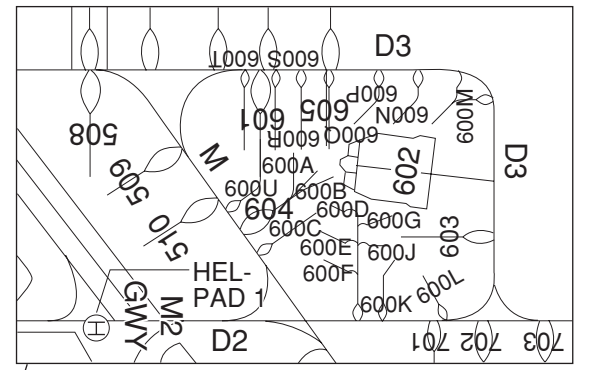 D3
600T
600S
508
601
605
600P
600N
600M
600R
600Q
M
602
D3
509
600A
600U
600B
604
600D
510
600C
600G
603
600E
600J
600F
HEL-
PAD 1
600L
GWY
M2
600K
H
D2
701
702
703